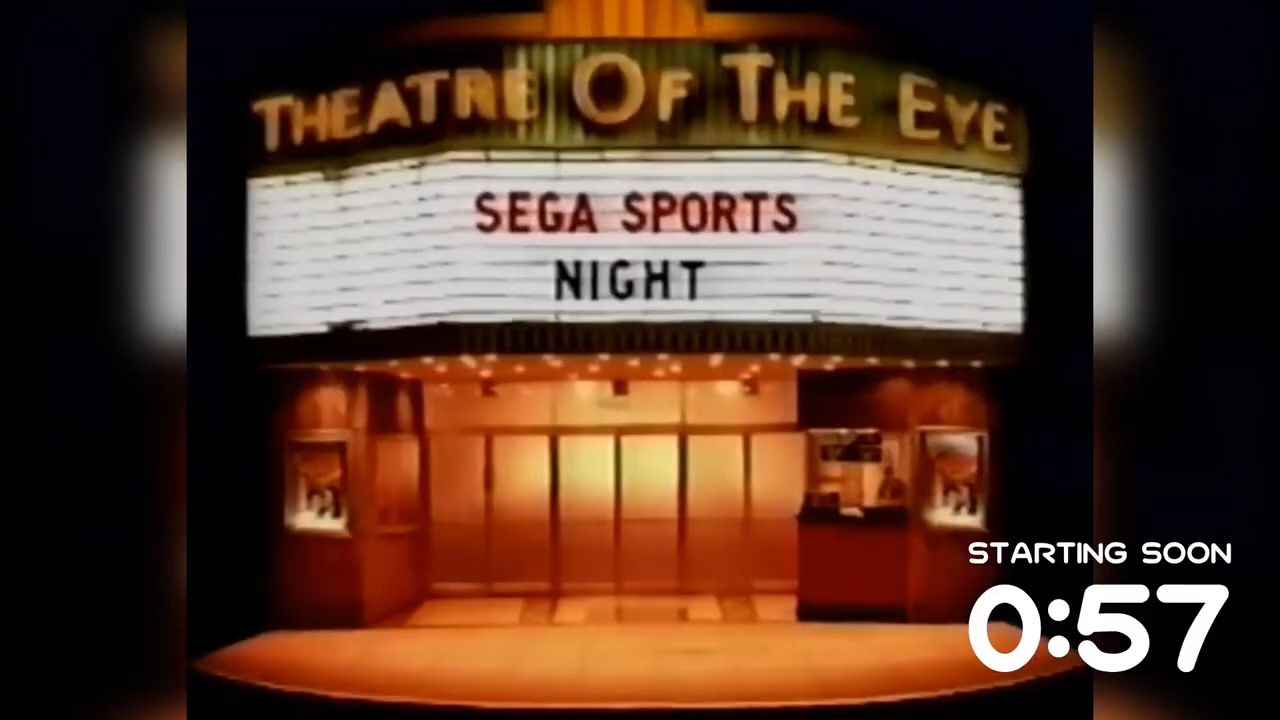 THEATRE OF THE EYE
SEGA SPORTS
NIGHT
STARTING SOON
0:57